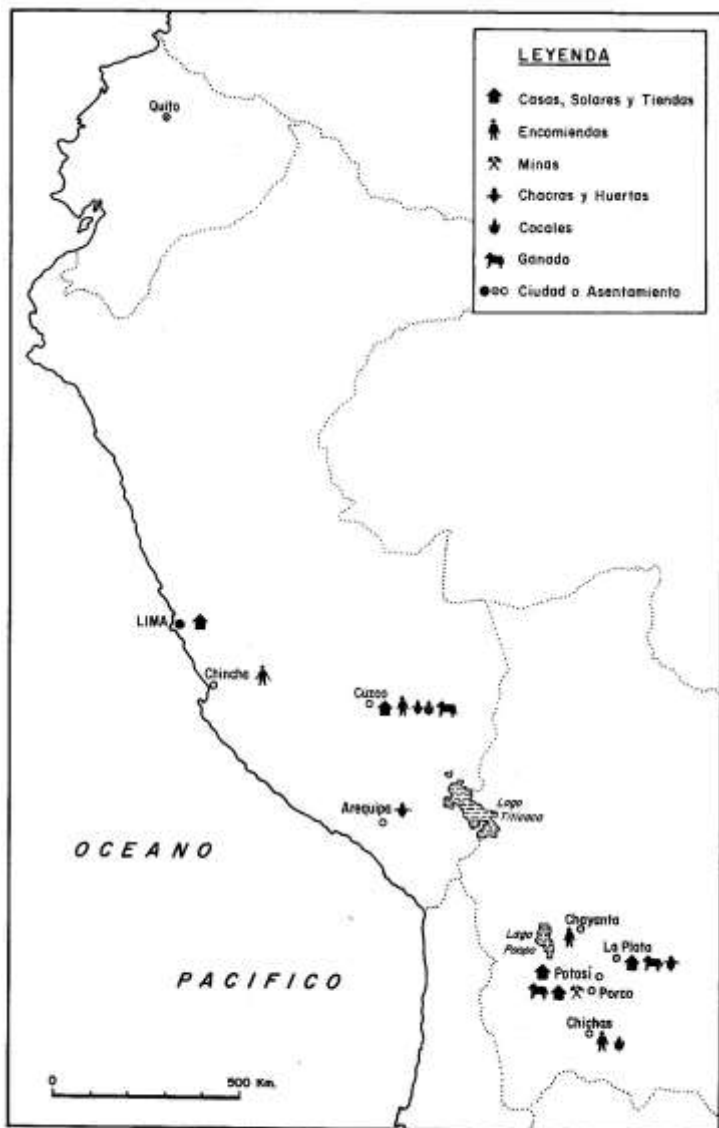 LEYENDA
Casas, Solares y Tiendas
Encomiendas
Minas
Chacras y Huertas
Cocales
Ganado
Ciudad o Asentamiento
Quito
LIMA
Chincha
Cuzco
Arequipa
Lago
Titicaca
OCEANO
PACIFICO
Lago
Poopo
Chayanta
La Plata
Potosí
Porco
Chichas
0
500 Km.